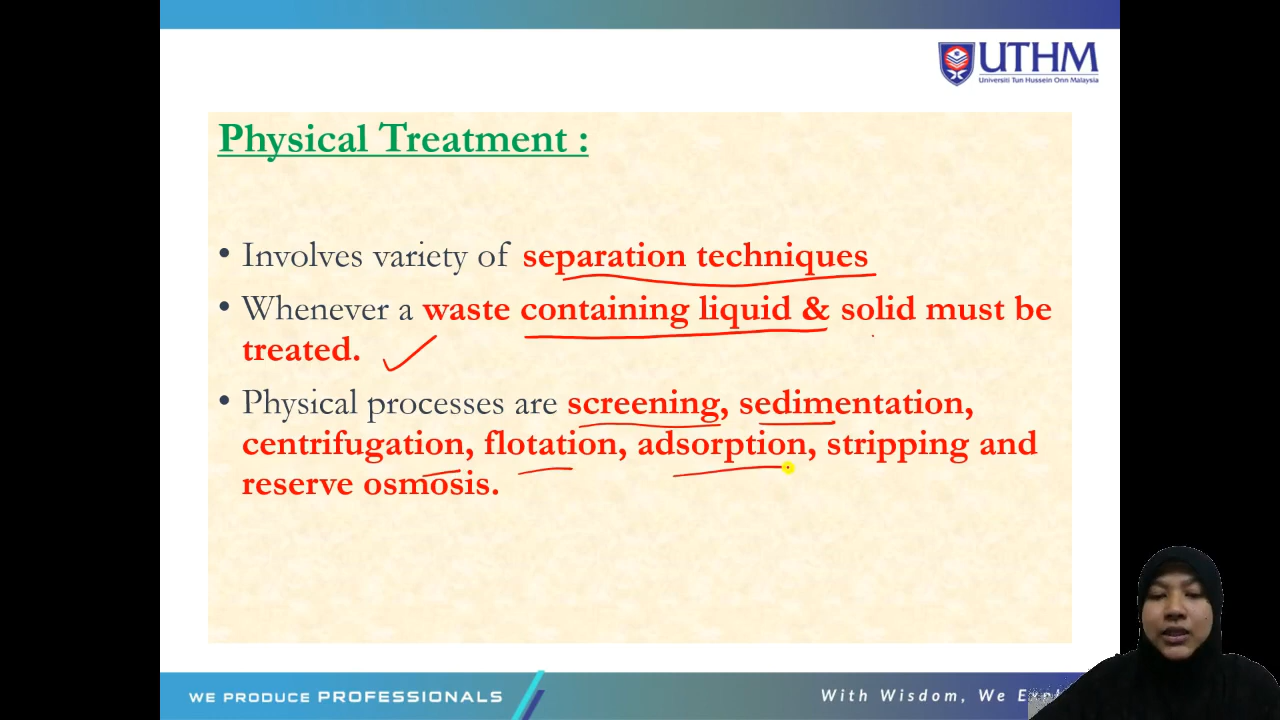 UTHM
Universiti Tun Hussein Onn Malaysia
Physical Treatment :
• Involves variety of separation techniques
• Whenever a waste containing liquid & solid must be
treated.
• Physical processes are screening, sedimentation,
centrifugation, flotation, adsorption, stripping and
reserve osmosis.
WE PRODUCE PROFESSIONALS
With Wisdom, We